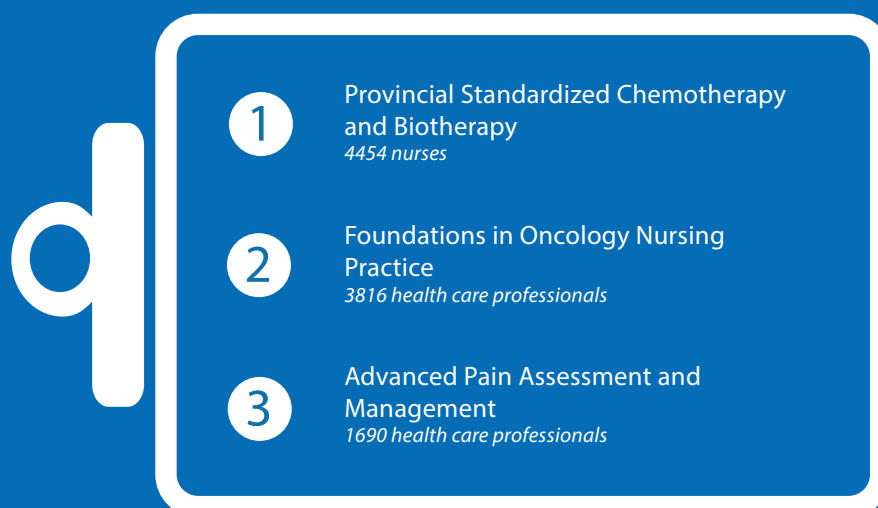 1
Provincial Standardized Chemotherapy
and Biotherapy
4454 nurses
2
Foundations in Oncology Nursing
Practice
3816 health care professionals
3
Advanced Pain Assessment and
Management
1690 health care professionals